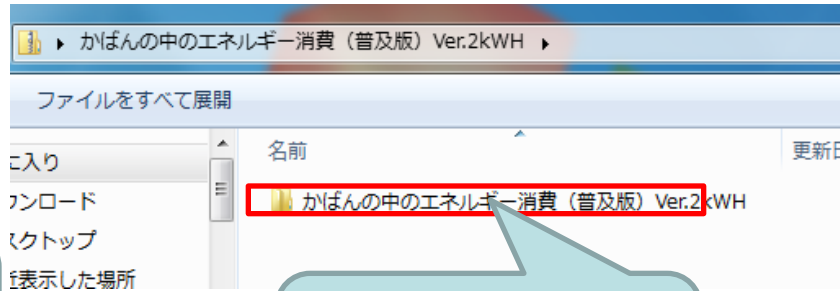 かばんの中のエネルギー消費（普及版）Ver.2kWH
ファイルをすべて展開
名前
更新日
に入り
ウンロード
スクトップ
近表示した場所
かばんの中のエネルギー消費（普及版）Ver.2kWH